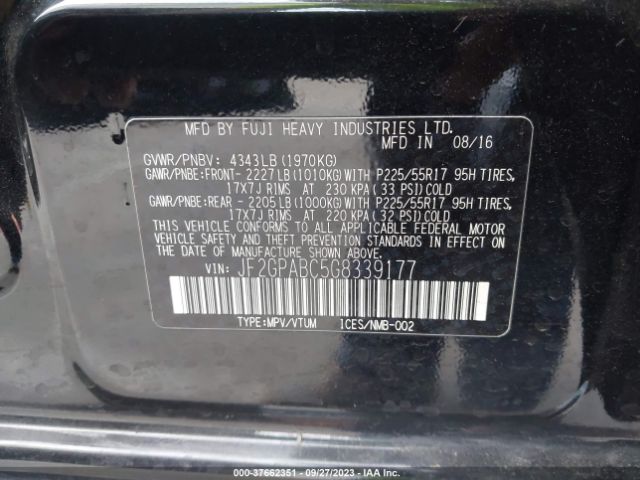 MFD BY FUJI HEAVY INDUSTRIES LTD.
MFD IN 08/16
GVWR/PNBV: 4343LB(1970KG)
GAWR/PNBE:FRONT- 2227LB(1010KG)WITH P225/55R17 95H TIRES,
17X7J RIMS AT 230 KPA(33 PSI)COLD
GAWR/PNBE:REAR - 2205LB(1000KG)WITH P225/55R17 95H TIRES,
17X7J RIMS AT 220 KPA(32 PSI)COLD
THIS VEHICLE CONFORMS TO ALL APPLICABLE FEDERAL MOTOR
VEHICLE SAFETY AND THEFT PREVENTION STANDARDS IN EFFECT ON
THE DATE OF MANUFACTURE SHOWN ABOVE.
VIN: JF2GPABC5G8339177
TYPE:MPV/VTUM ICES/NMB-002
000-37662351 - 09/27/2023 - IAA Inc.